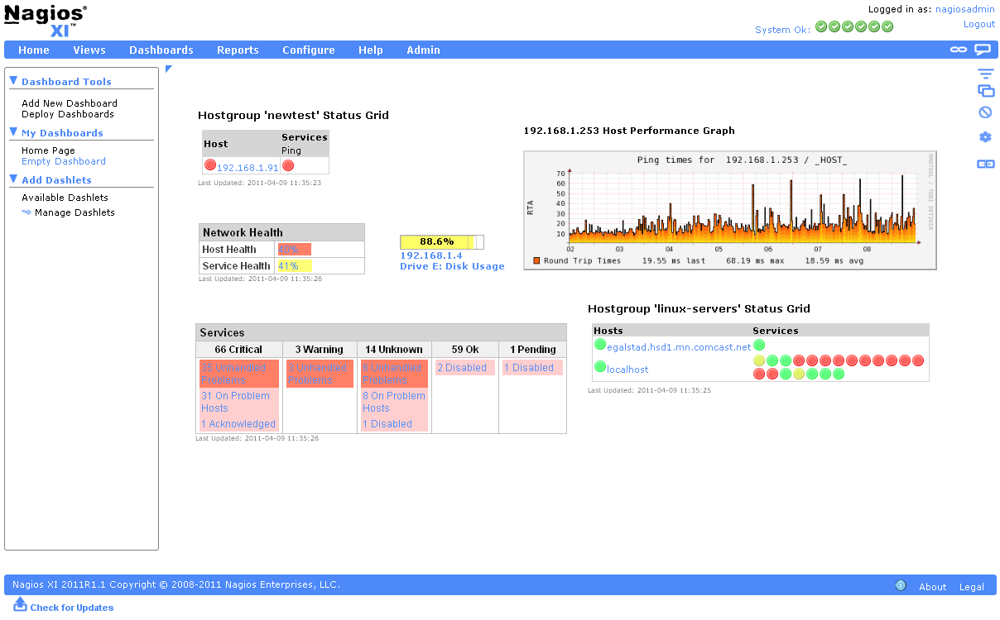 Nagios®
XI™
Logged in as: nagiosadmin
System Ok:
Logout
Home Views Dashboards Reports Configure Help Admin
Dashboard Tools
Add New Dashboard
Deploy Dashboards
My Dashboards
Home Page
Empty Dashboard
Add Dashlets
Available Dashlets
Manage Dashlets
Hostgroup 'newtest' Status Grid
Host Services
Ping
192.168.1.91
Last Updated: 2011-04-09 11:35:23
Network Health
Host Health 40%
Service Health 41%
Last Updated: 2011-04-09 11:35:26
88.6%
192.168.1.4
Drive E: Disk Usage
192.168.1.253 Host Performance Graph
Ping times for 192.168.1.253 / _HOST_
RRDTOOL / TOBI OETIKER
RTA
70
60
50
40
30
20
10
02 03 04 05 06 07 08
Round Trip Times 19.55 ms last 68.19 ms max 18.59 ms avg
Services
66 Critical 3 Warning 14 Unknown 59 Ok 1 Pending
35 Unhandled Problems
31 On Problem Hosts
1 Acknowledged
3 Unhandled Problems
6 Unhandled Problems
8 On Problem Hosts
1 Disabled
2 Disabled
1 Disabled
Last Updated: 2011-04-09 11:35:26
Hostgroup 'linux-servers' Status Grid
Hosts Services
egalstad.hsd1.mn.comcast.net
localhost
Last Updated: 2011-04-09 11:35:25
Nagios XI 2011R1.1 Copyright © 2008-2011 Nagios Enterprises, LLC.
About Legal
Check for Updates